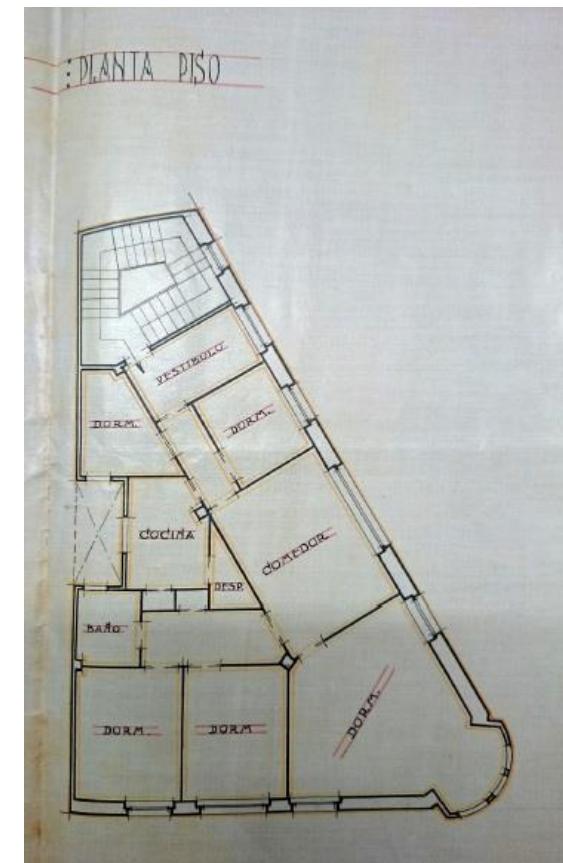 : PLANTA PISO
VESTIBULO
DORM.
DORM.
COCINA
COMEDOR
DESP.
BAÑO
DORM.
DORM
DORM.